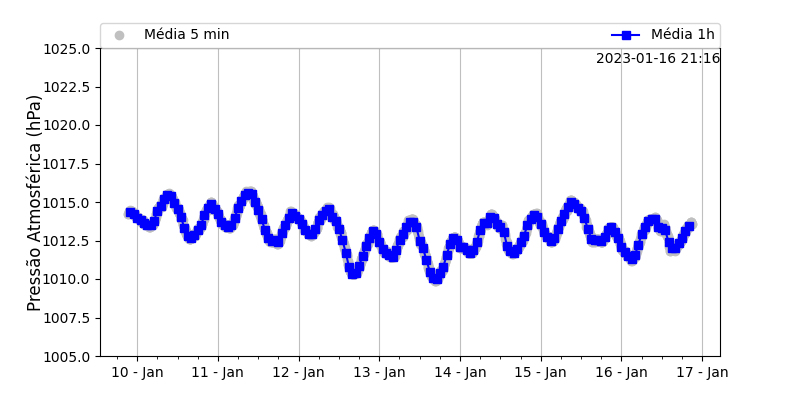 Média 5 min
Média 1h
2023-01-16 21:16
Pressão Atmosférica (hPa)
1025.0
1022.5
1020.0
1017.5
1015.0
1012.5
1010.0
1007.5
1005.0
10 - Jan
11 - Jan
12 - Jan
13 - Jan
14 - Jan
15 - Jan
16 - Jan
17 - Jan